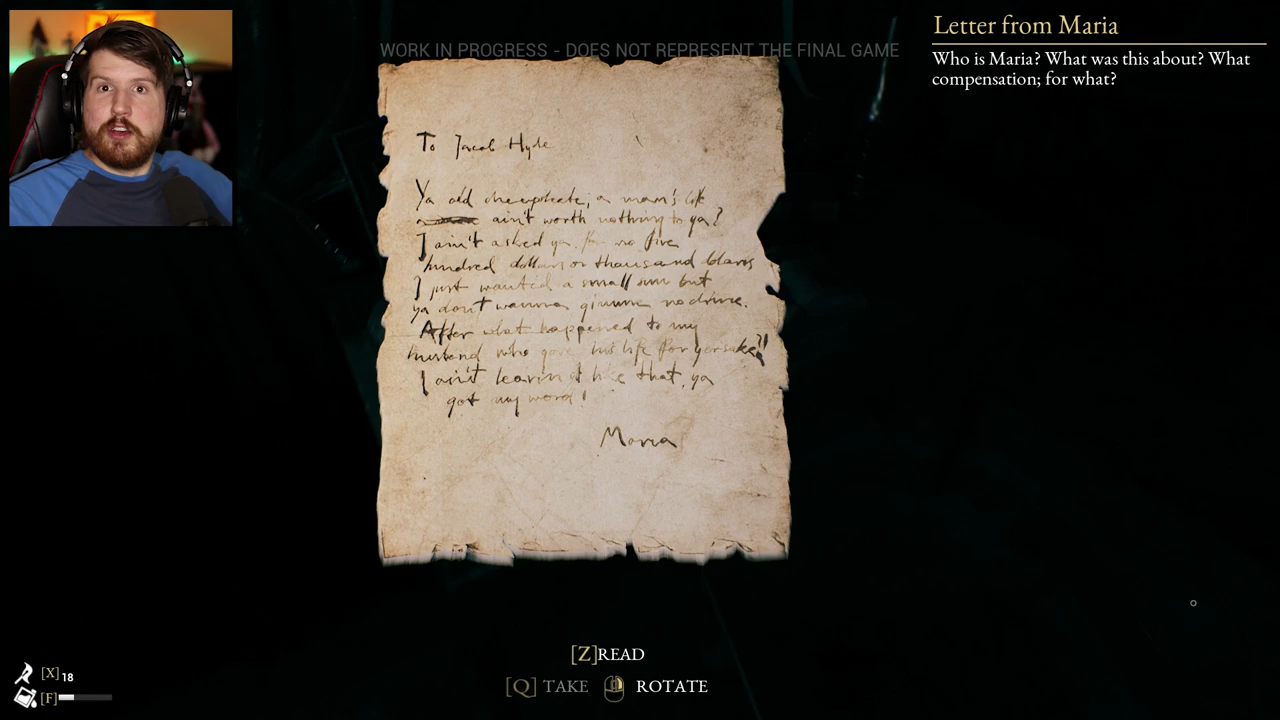 WORK IN PROGRESS - DOES NOT REPRESENT THE FINAL GAME
Letter from Maria
Who is Maria? What was this about? What
compensation; for what?
To Jacob Hyde
Ya old cheapskate, a man's life
ain't worth nothing to ya?
I ain't asked ya for no five
hundred dollars or thousand dollars
I just wanted a small sum but
ya don't wanna gimme no dime.
After what happened to my
husband who gave his life for yer sake?!
I ain't leavin it like that, ya
got my word!
Maria
[Z]READ
[Q] TAKE ROTATE
[X] 18
[F]